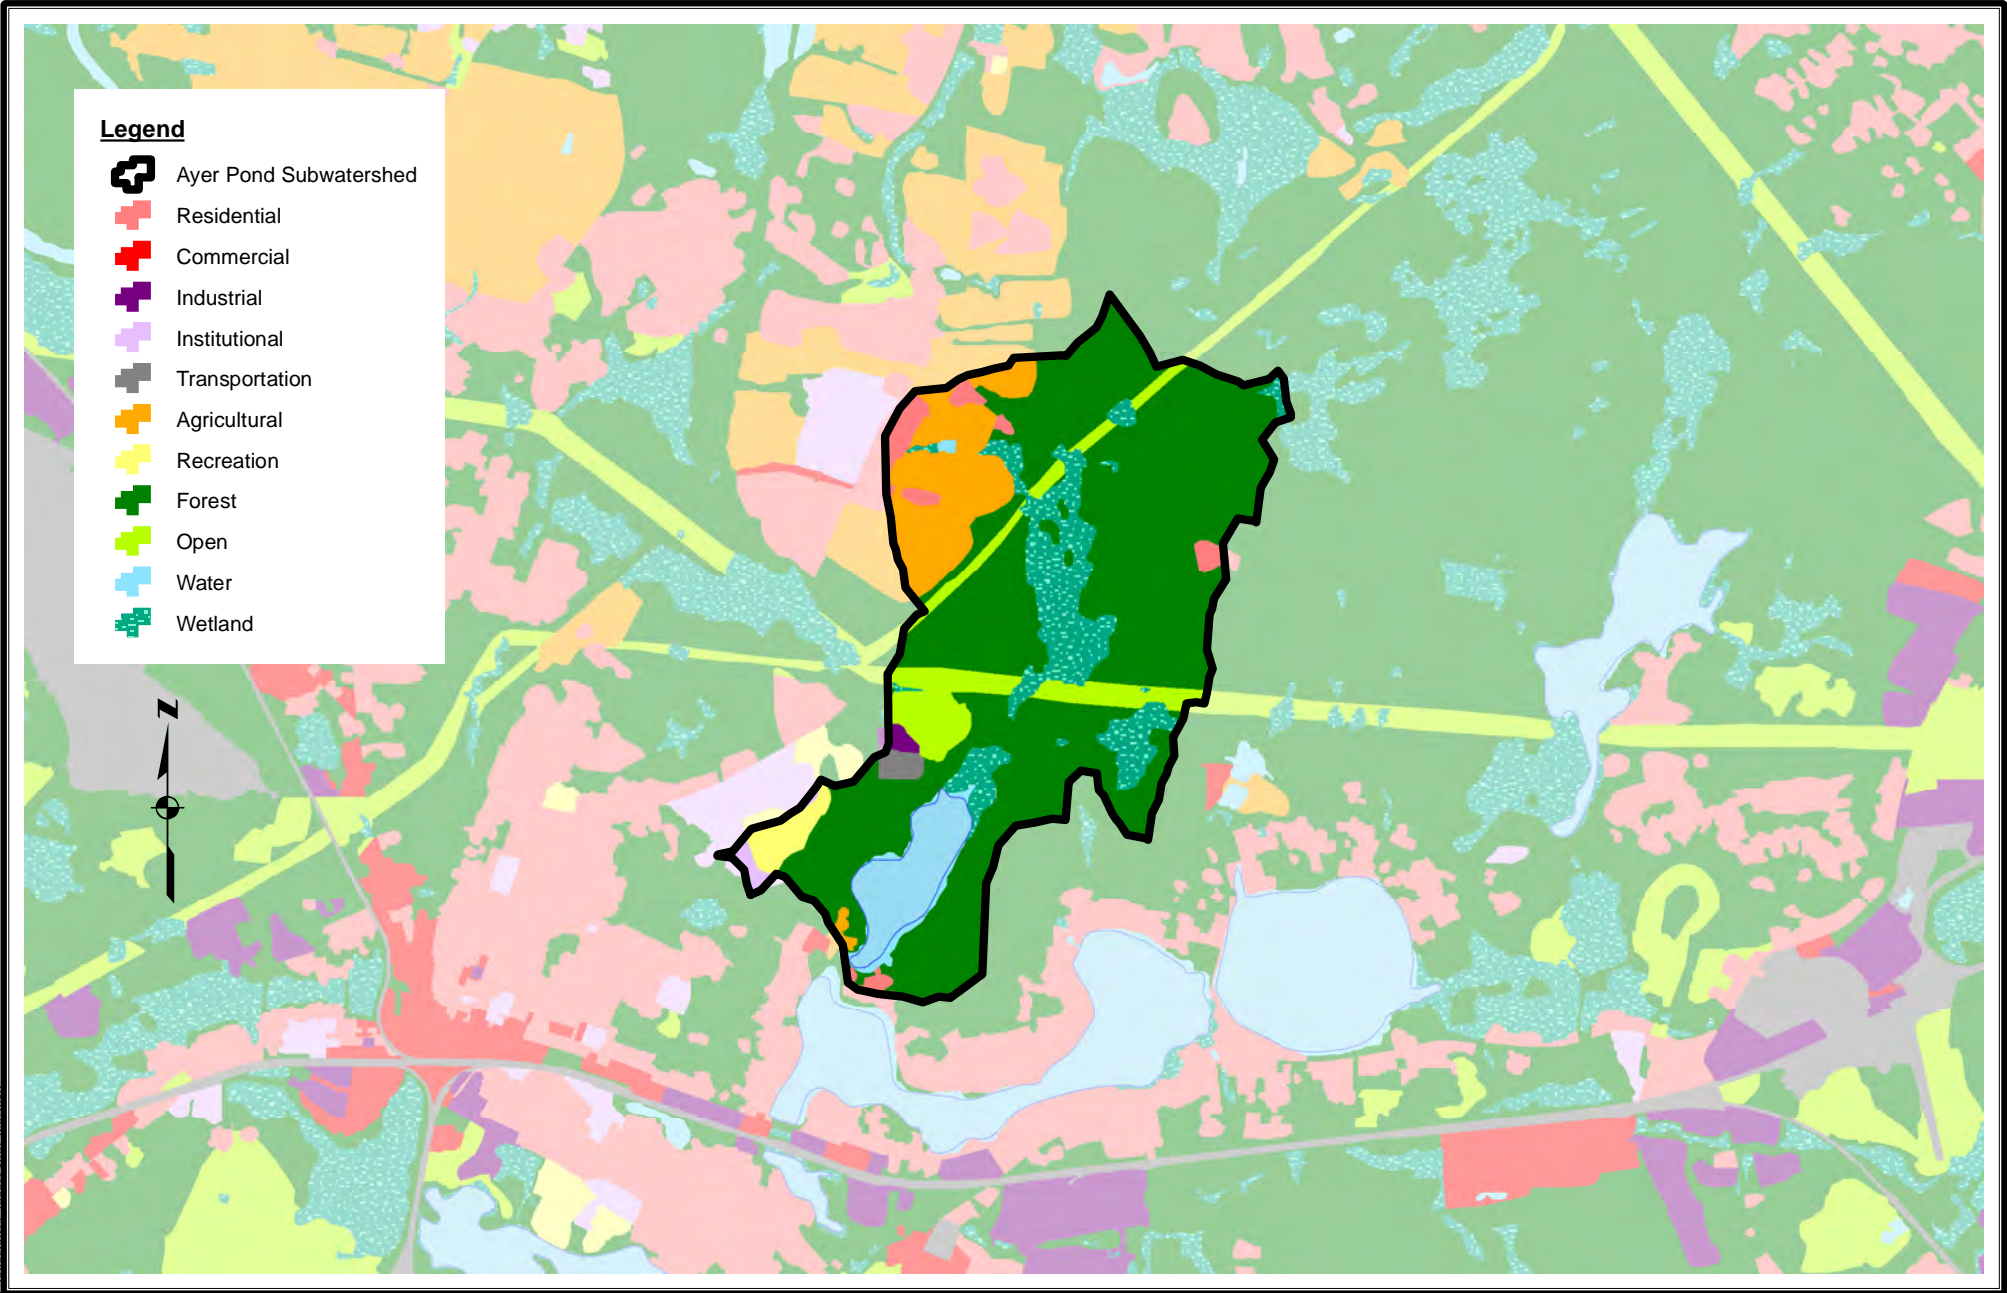 Legend
Ayer Pond Subwatershed
Residential
Commercial
Industrial
Institutional
Transportation
Agricultural
Recreation
Forest
Open
Water
Wetland
N